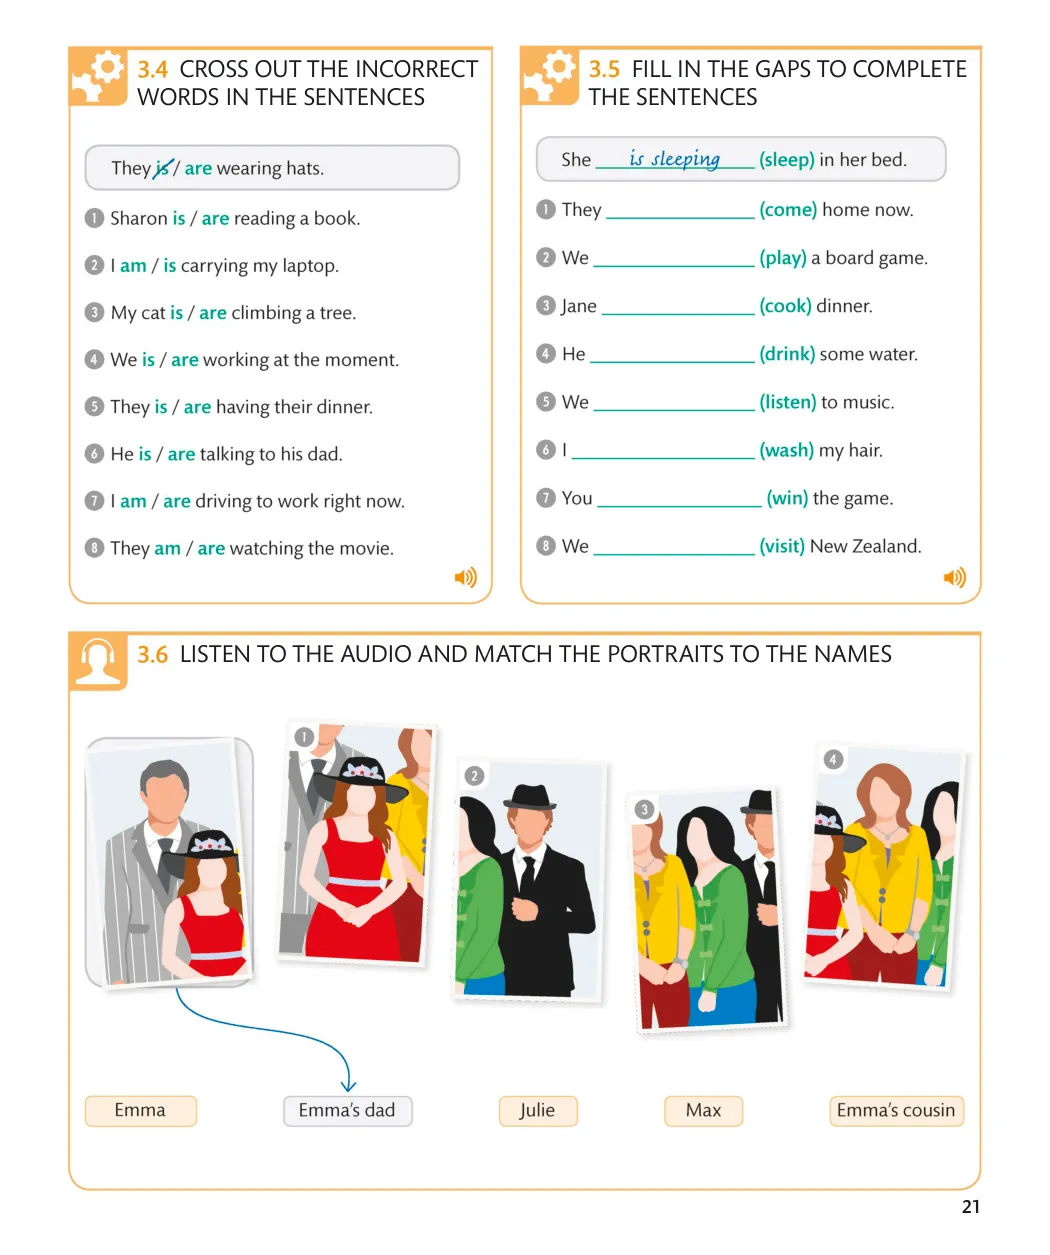 3.4 CROSS OUT THE INCORRECT
WORDS IN THE SENTENCES
They is / are wearing hats.
1 Sharon is / are reading a book.
2 I am / is carrying my laptop.
3 My cat is / are climbing a tree.
4 We is / are working at the moment.
5 They is / are having their dinner.
6 He is / are talking to his dad.
7 I am / are driving to work right now.
8 They am / are watching the movie.
3.5 FILL IN THE GAPS TO COMPLETE
THE SENTENCES
She is sleeping (sleep) in her bed.
1 They (come) home now.
2 We (play) a board game.
3 Jane (cook) dinner.
4 He (drink) some water.
5 We (listen) to music.
6 I (wash) my hair.
7 You (win) the game.
8 We (visit) New Zealand.
3.6 LISTEN TO THE AUDIO AND MATCH THE PORTRAITS TO THE NAMES
1
2
3
4
Emma
Emma's dad
Julie
Max
Emma's cousin
21